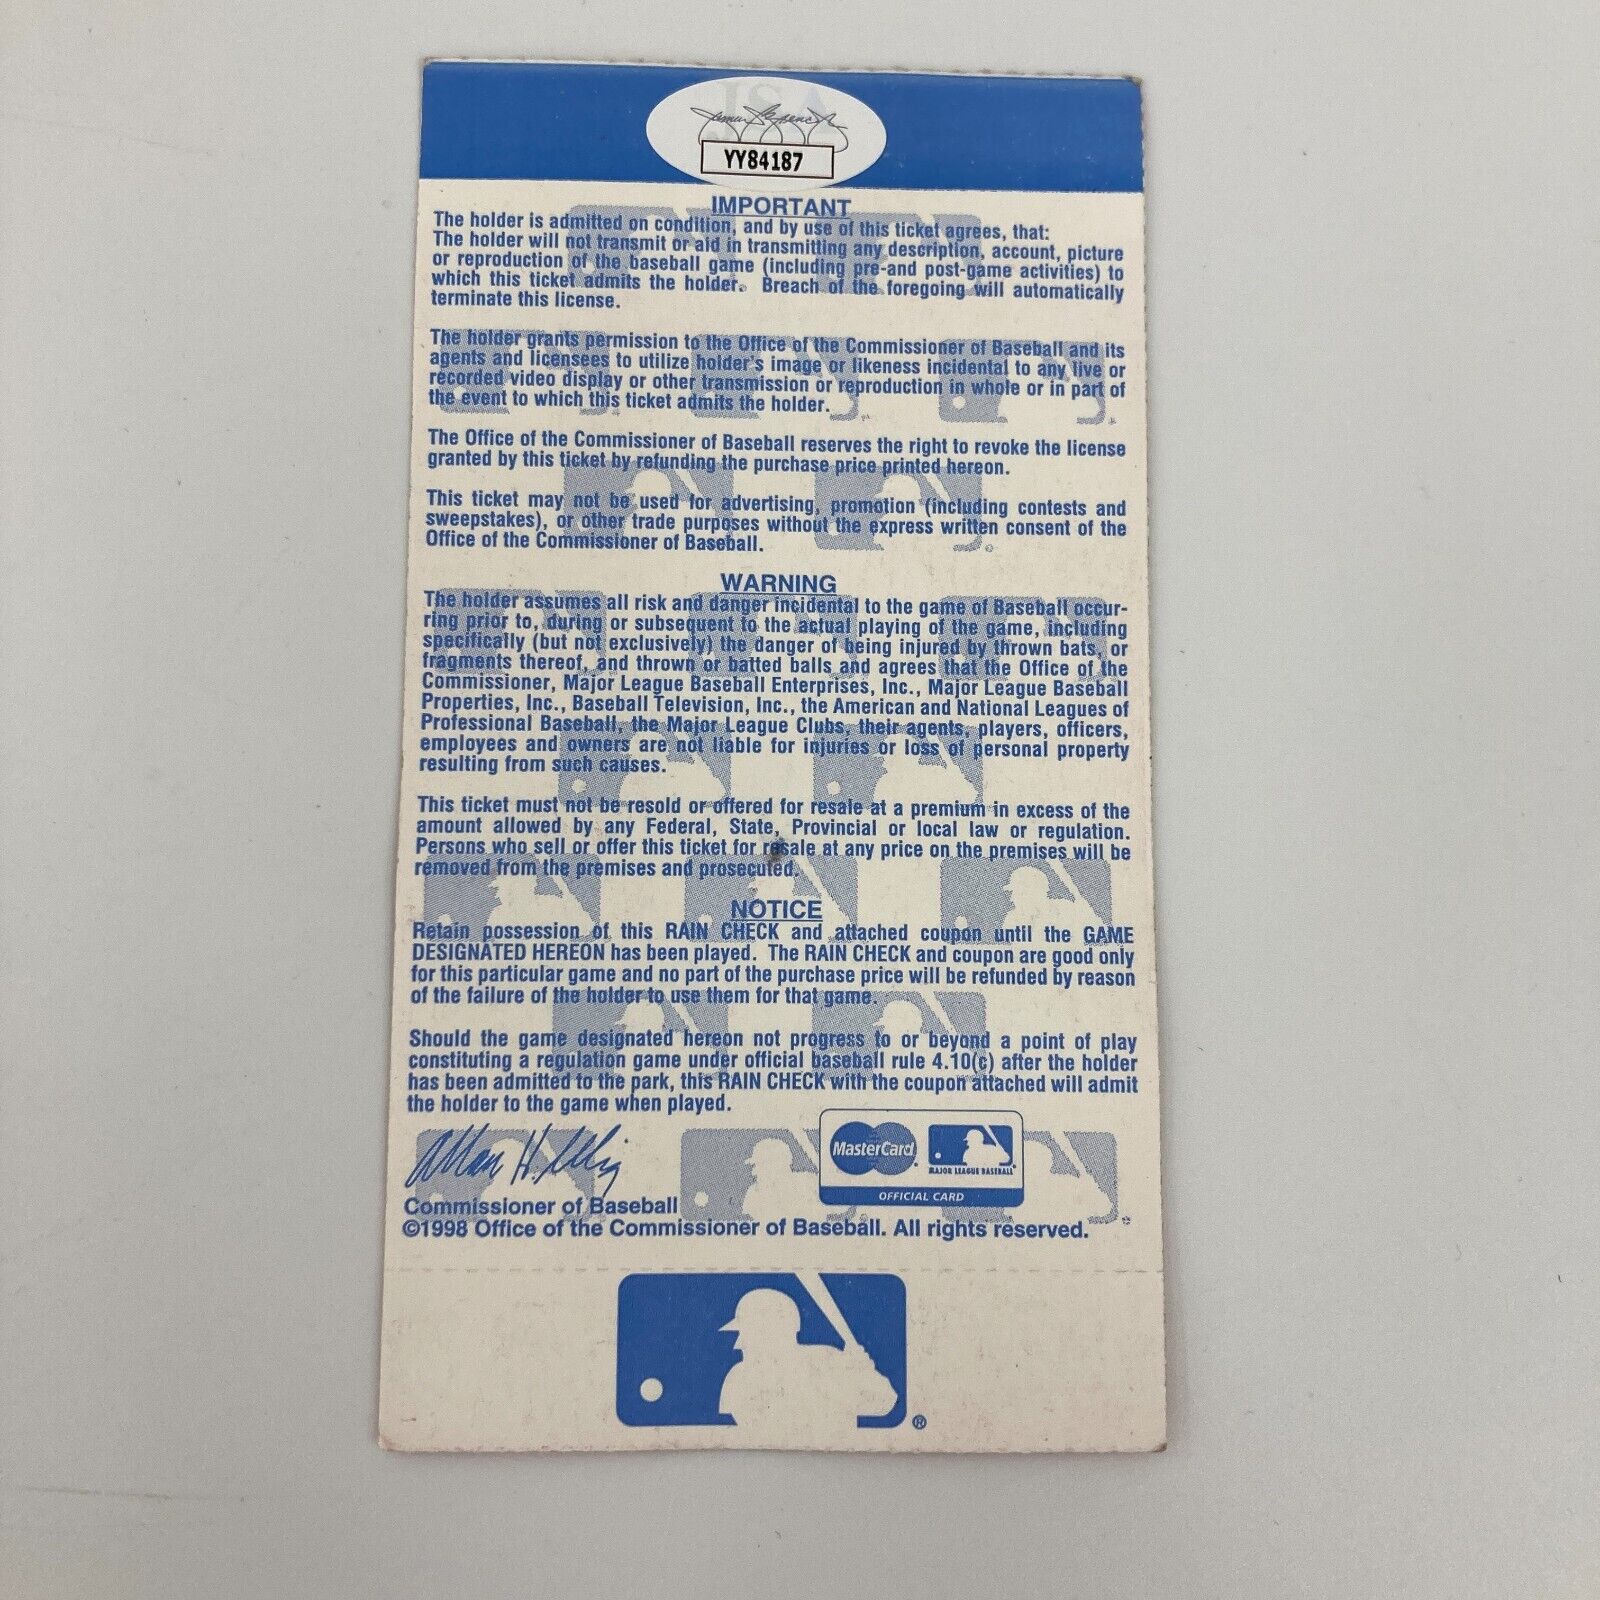 JSA
James Spence Jr
YY84187
IMPORTANT
The holder is admitted on condition, and by use of this ticket agrees, that:
The holder will not transmit or aid in transmitting any description, account, picture
or reproduction of the baseball game (including pre-and post-game activities) to
which this ticket admits the holder. Breach of the foregoing will automatically
terminate this license.
The holder grants permission to the Office of the Commissioner of Baseball and its
agents and licensees to utilize holder's image or likeness incidental to any live or
recorded video display or other transmission or reproduction in whole or in part of
the event to which this ticket admits the holder.
The Office of the Commissioner of Baseball reserves the right to revoke the license
granted by this ticket by refunding the purchase price printed hereon.
This ticket may not be used for advertising, promotion (including contests and
sweepstakes), or other trade purposes without the express written consent of the
Office of the Commissioner of Baseball.
WARNING
The holder assumes all risk and danger incidental to the game of Baseball occur-
ring prior to, during or subsequent to the actual playing of the game, including
specifically (but not exclusively) the danger of being injured by thrown bats, or
fragments thereof, and thrown or batted balls and agrees that the Office of the
Commissioner, Major League Baseball Enterprises, Inc., Major League Baseball
Properties, Inc., Baseball Television, Inc., the American and National Leagues of
Professional Baseball, the Major League Clubs, their agents, players, officers,
employees and owners are not liable for injuries or loss of personal property
resulting from such causes.
This ticket must not be resold or offered for resale at a premium in excess of the
amount allowed by any Federal, State, Provincial or local law or regulation.
Persons who sell or offer this ticket for resale at any price on the premises will be
removed from the premises and prosecuted.
NOTICE
Retain possession of this RAIN CHECK and attached coupon until the GAME
DESIGNATED HEREON has been played. The RAIN CHECK and coupon are good only
for this particular game and no part of the purchase price will be refunded by reason
of the failure of the holder to use them for that game.
Should the game designated hereon not progress to or beyond a point of play
constituting a regulation game under official baseball rule 4.10(c) after the holder
has been admitted to the park, this RAIN CHECK with the coupon attached will admit
the holder to the game when played.
Allan H. Selig
MasterCard
MAJOR LEAGUE BASEBALL
OFFICIAL CARD
Commissioner of Baseball
©1998 Office of the Commissioner of Baseball. All rights reserved.
®